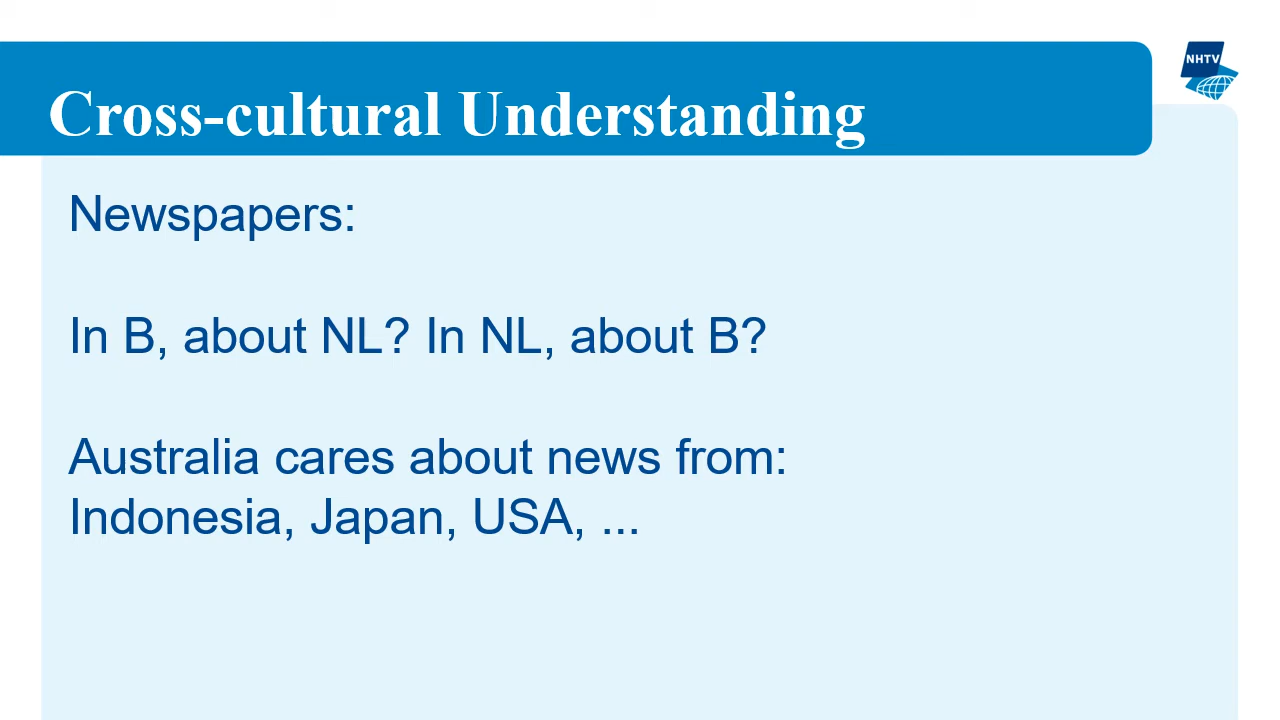 Cross-cultural Understanding
NHTV
Newspapers:
In B, about NL? In NL, about B?
Australia cares about news from:
Indonesia, Japan, USA, ...